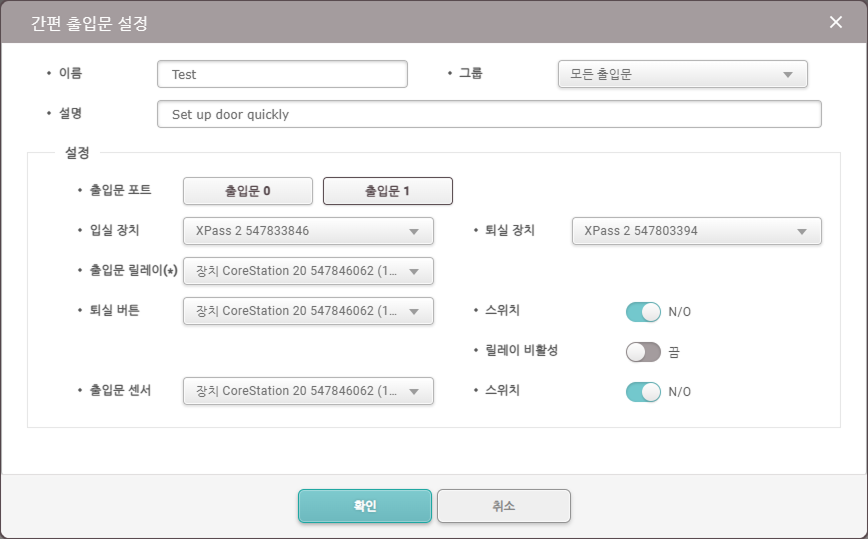 간편 출입문 설정
• 이름 Test • 그룹 모든 출입문
• 설명 Set up door quickly
설정
• 출입문 포트 출입문 0 출입문 1
• 입실 장치 XPass 2 547833846 • 퇴실 장치 XPass 2 547803394
• 출입문 릴레이(*) 장치 CoreStation 20 547846062 (1...
• 퇴실 버튼 장치 CoreStation 20 547846062 (1... • 스위치 N/O
• 릴레이 비활성 끔
• 출입문 센서 장치 CoreStation 20 547846062 (1... • 스위치 N/O
확인 취소